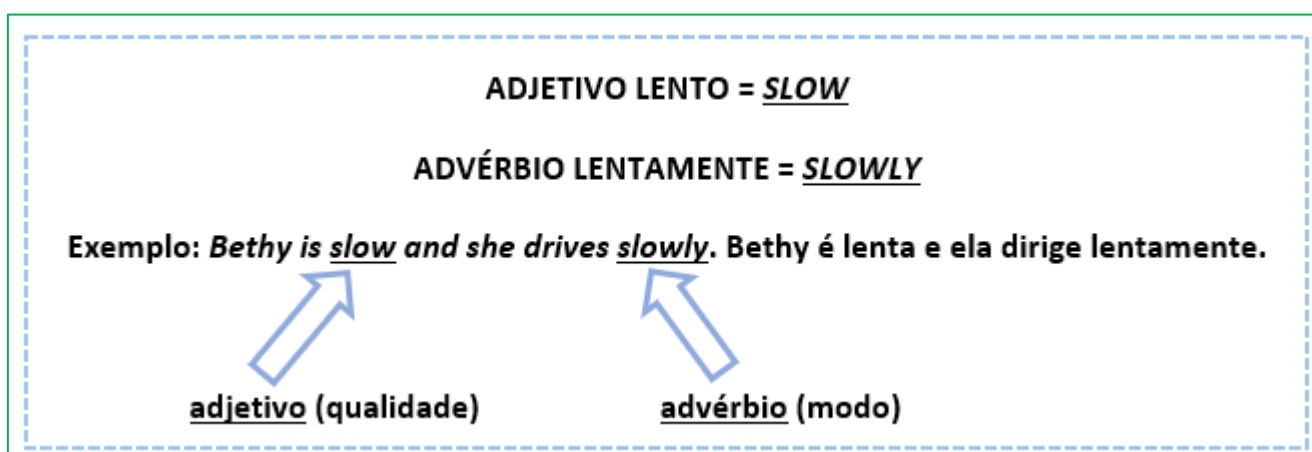 ADJETIVO LENTO = SLOW
ADVÉRBIO LENTAMENTE = SLOWLY
Exemplo: Bethy is slow and she drives slowly. Bethy é lenta e ela dirige lentamente.
adjetivo (qualidade) advérbio (modo)